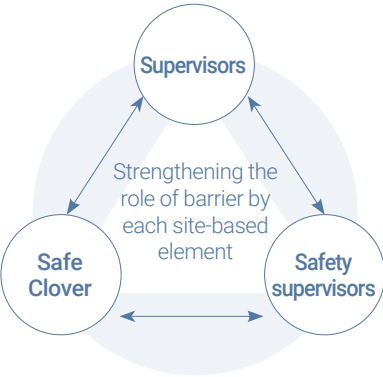 Supervisors
Strengthening the
role of barrier by
each site-based
element
Safe
Clover
Safety
supervisors